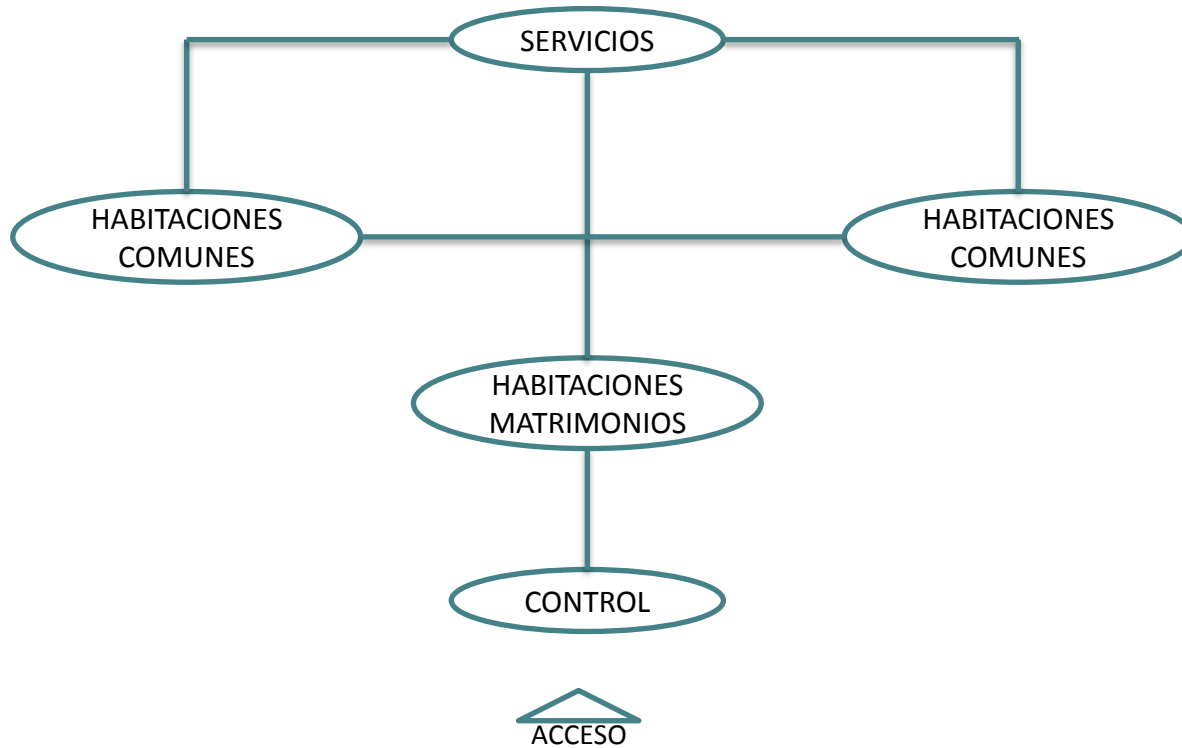 SERVICIOS
HABITACIONES
COMUNES
HABITACIONES
COMUNES
HABITACIONES
MATRIMONIOS
CONTROL
ACCESO